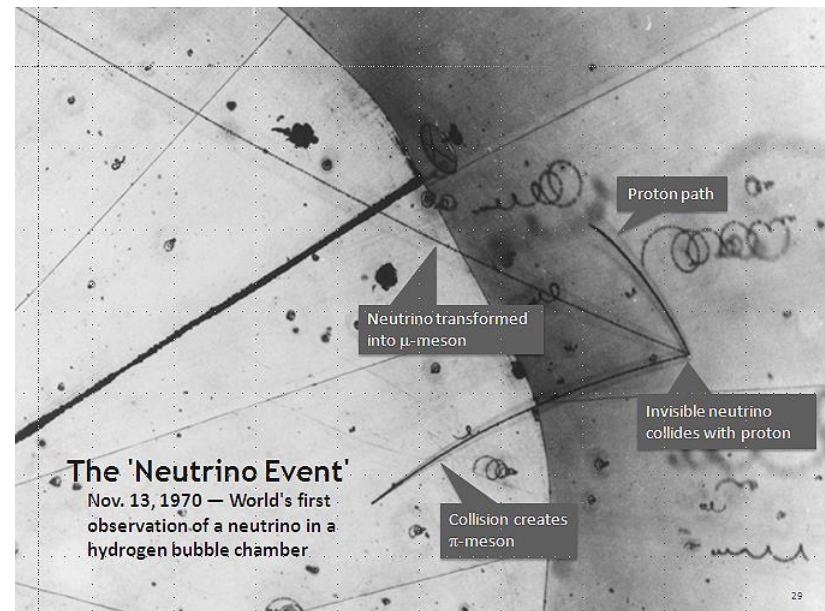 Proton path
Neutrino transformed
into μ-meson
Invisible neutrino
collides with proton
The 'Neutrino Event'
Nov. 13, 1970 — World's first
observation of a neutrino in a
hydrogen bubble chamber
Collision creates
π-meson
29